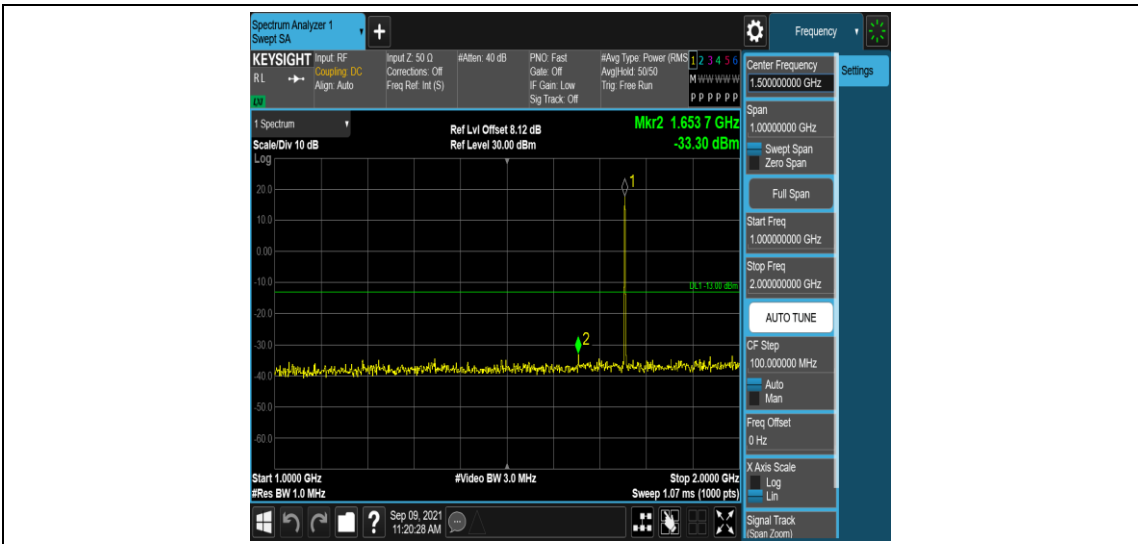 Spectrum Analyzer 1
Swept SA
+
Frequency
KEYSIGHT
RL
LXI
Input: RF
Coupling: DC
Align: Auto
Input Z: 50 Ω
Corrections: Off
Freq Ref: Int (S)
#Atten: 40 dB
PNO: Fast
Gate: Off
IF Gain: Low
Sig Track: Off
#Avg Type: Power (RMS
Avg|Hold: 50/50
Trig: Free Run
1 2 3 4 5 6
M W W W W W
P P P P P P
1 Spectrum
Scale/Div 10 dB
Log
Ref Lvl Offset 8.12 dB
Ref Level 30.00 dBm
Mkr2 1.653 7 GHz
-33.30 dBm
1
20.0
10.0
0.00
-10.0
DL1 -13.00 dBm
-20.0
2
-30.0
-40.0
-50.0
-60.0
Start 1.0000 GHz
#Res BW 1.0 MHz
#Video BW 3.0 MHz
Stop 2.0000 GHz
Sweep 1.07 ms (1000 pts)
?
Sep 09, 2021
11:20:28 AM
Center Frequency
1.500000000 GHz
Settings
Span
1.00000000 GHz
Swept Span
Zero Span
Full Span
Start Freq
1.000000000 GHz
Stop Freq
2.000000000 GHz
AUTO TUNE
CF Step
100.000000 MHz
Auto
Man
Freq Offset
0 Hz
X Axis Scale
Log
Lin
Signal Track
(Span Zoom)